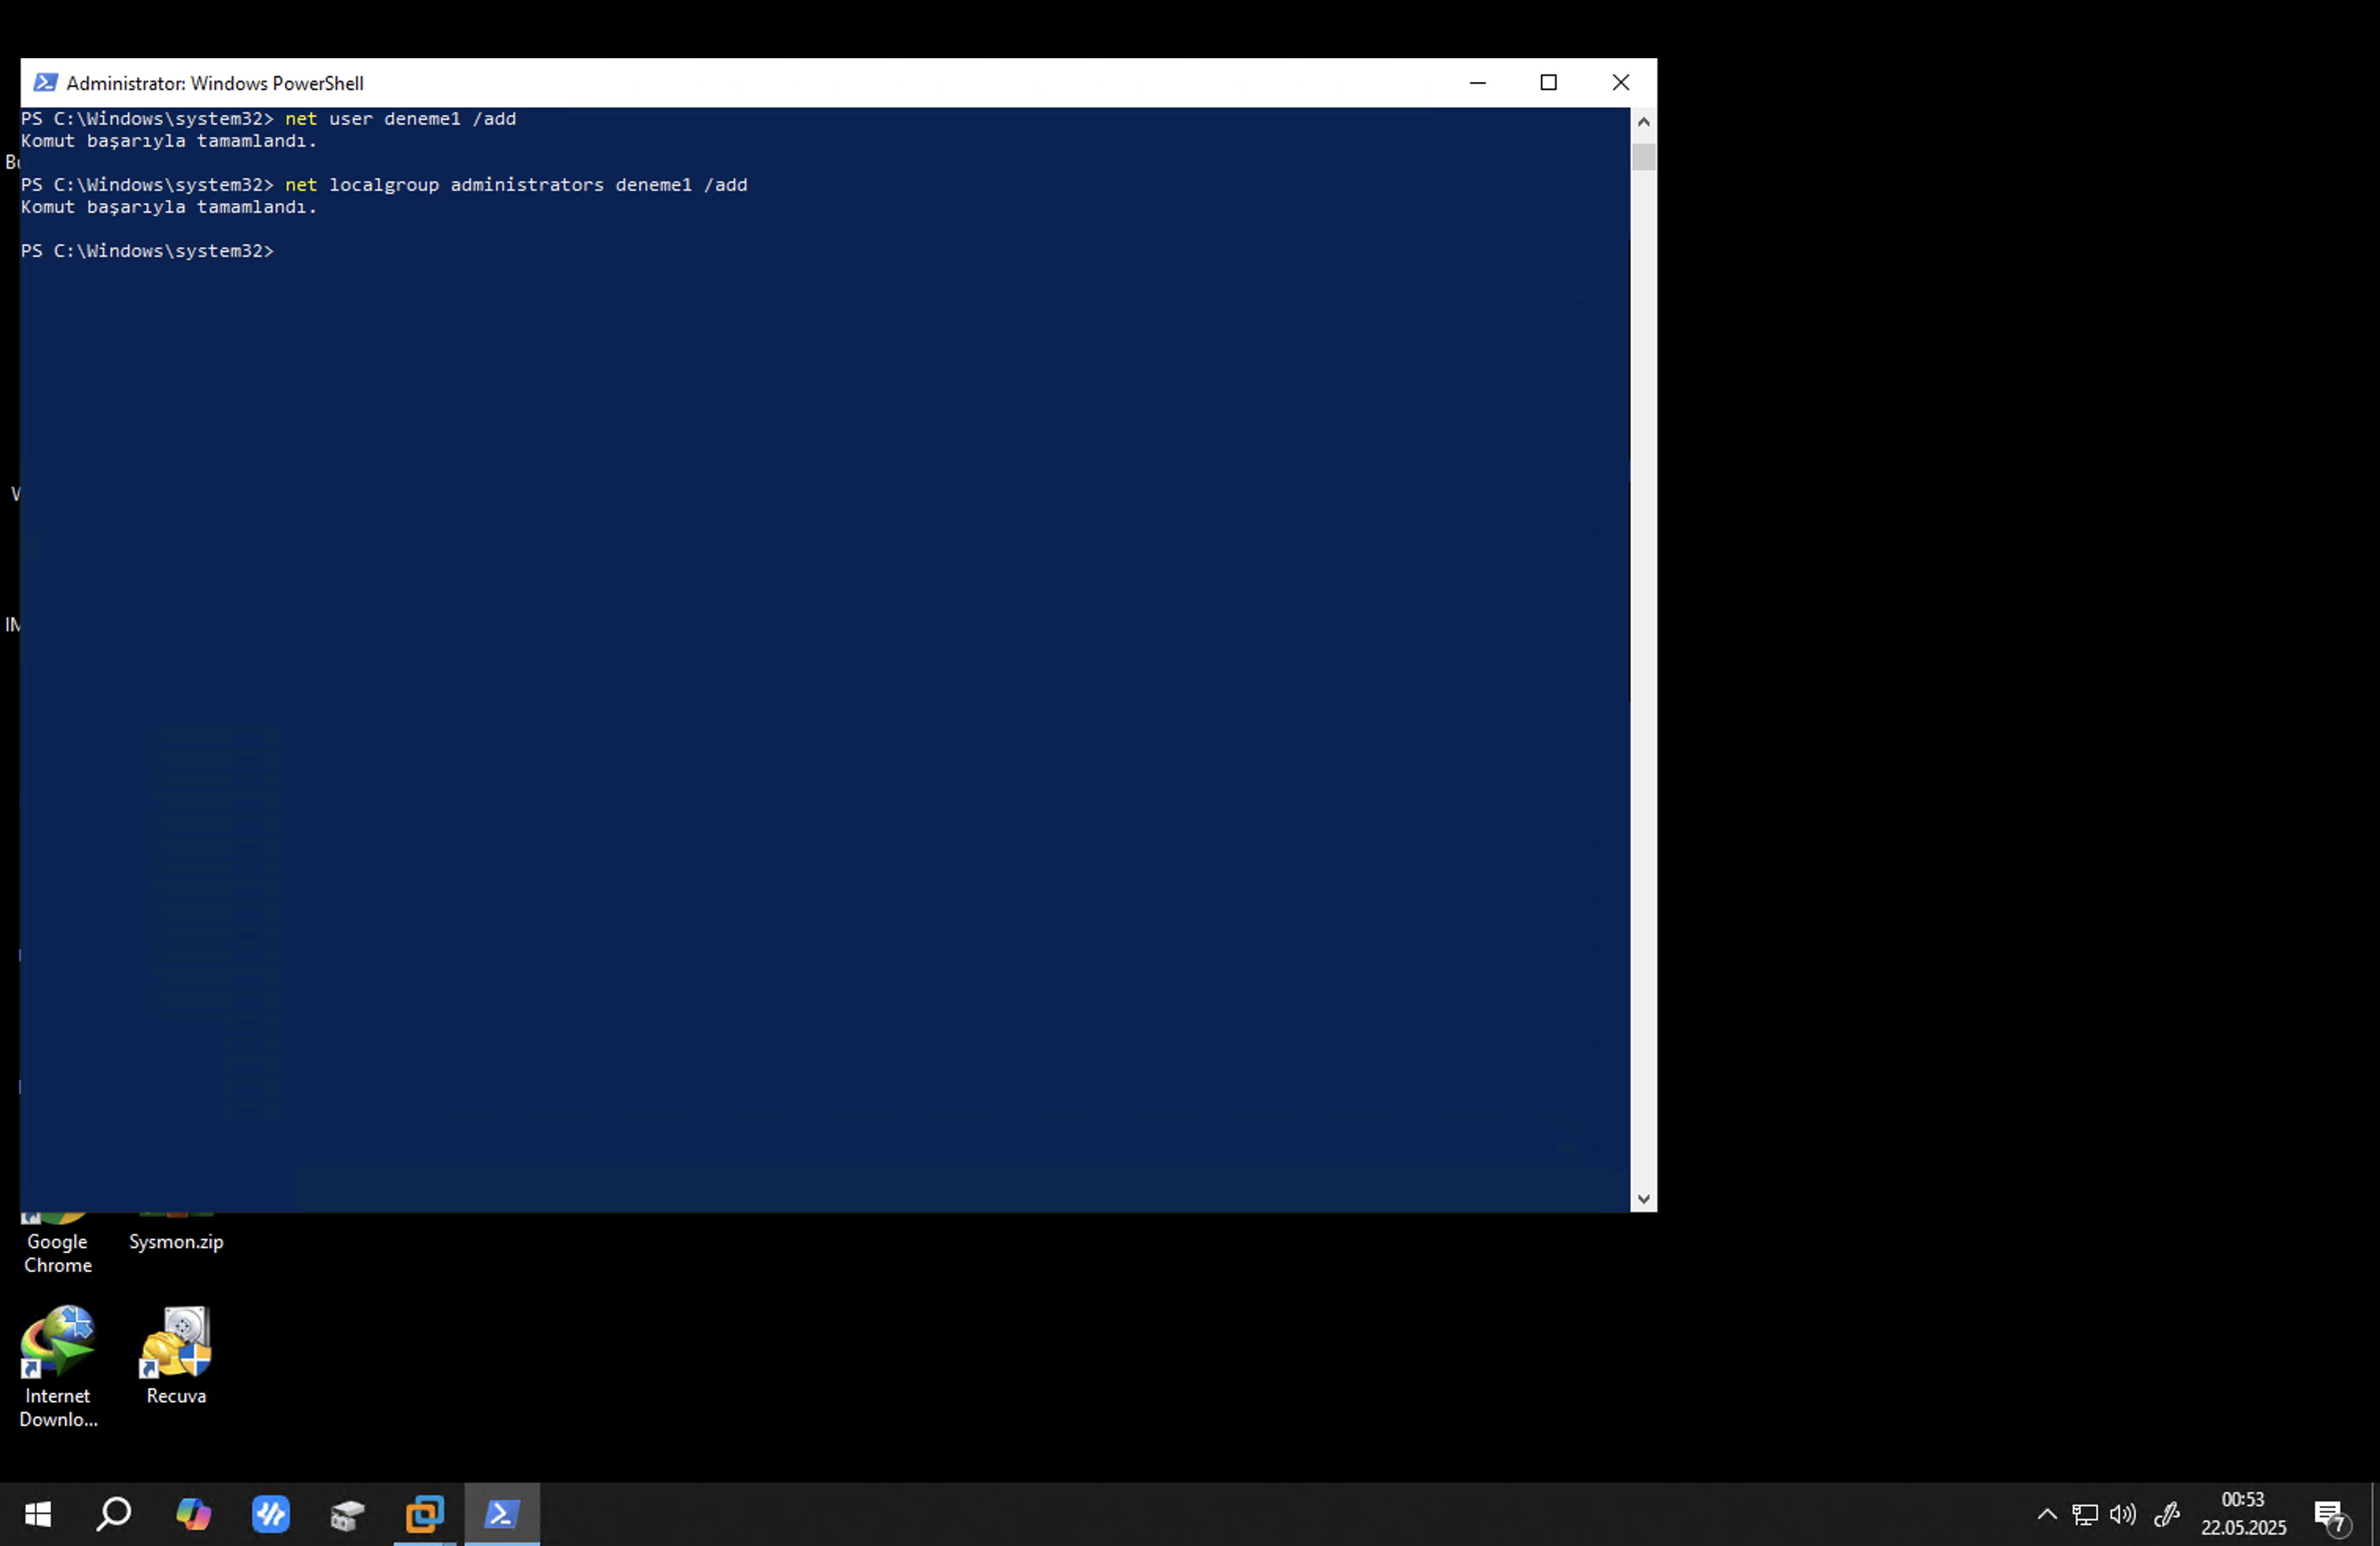 Administrator: Windows PowerShell
PS C:\Windows\system32> net user deneme1 /add
Komut başarıyla tamamlandı.
PS C:\Windows\system32> net localgroup administrators deneme1 /add
Komut başarıyla tamamlandı.
PS C:\Windows\system32>
Google
Chrome
Sysmon.zip
Internet
Downlo...
Recuva
00:53
22.05.2025
7